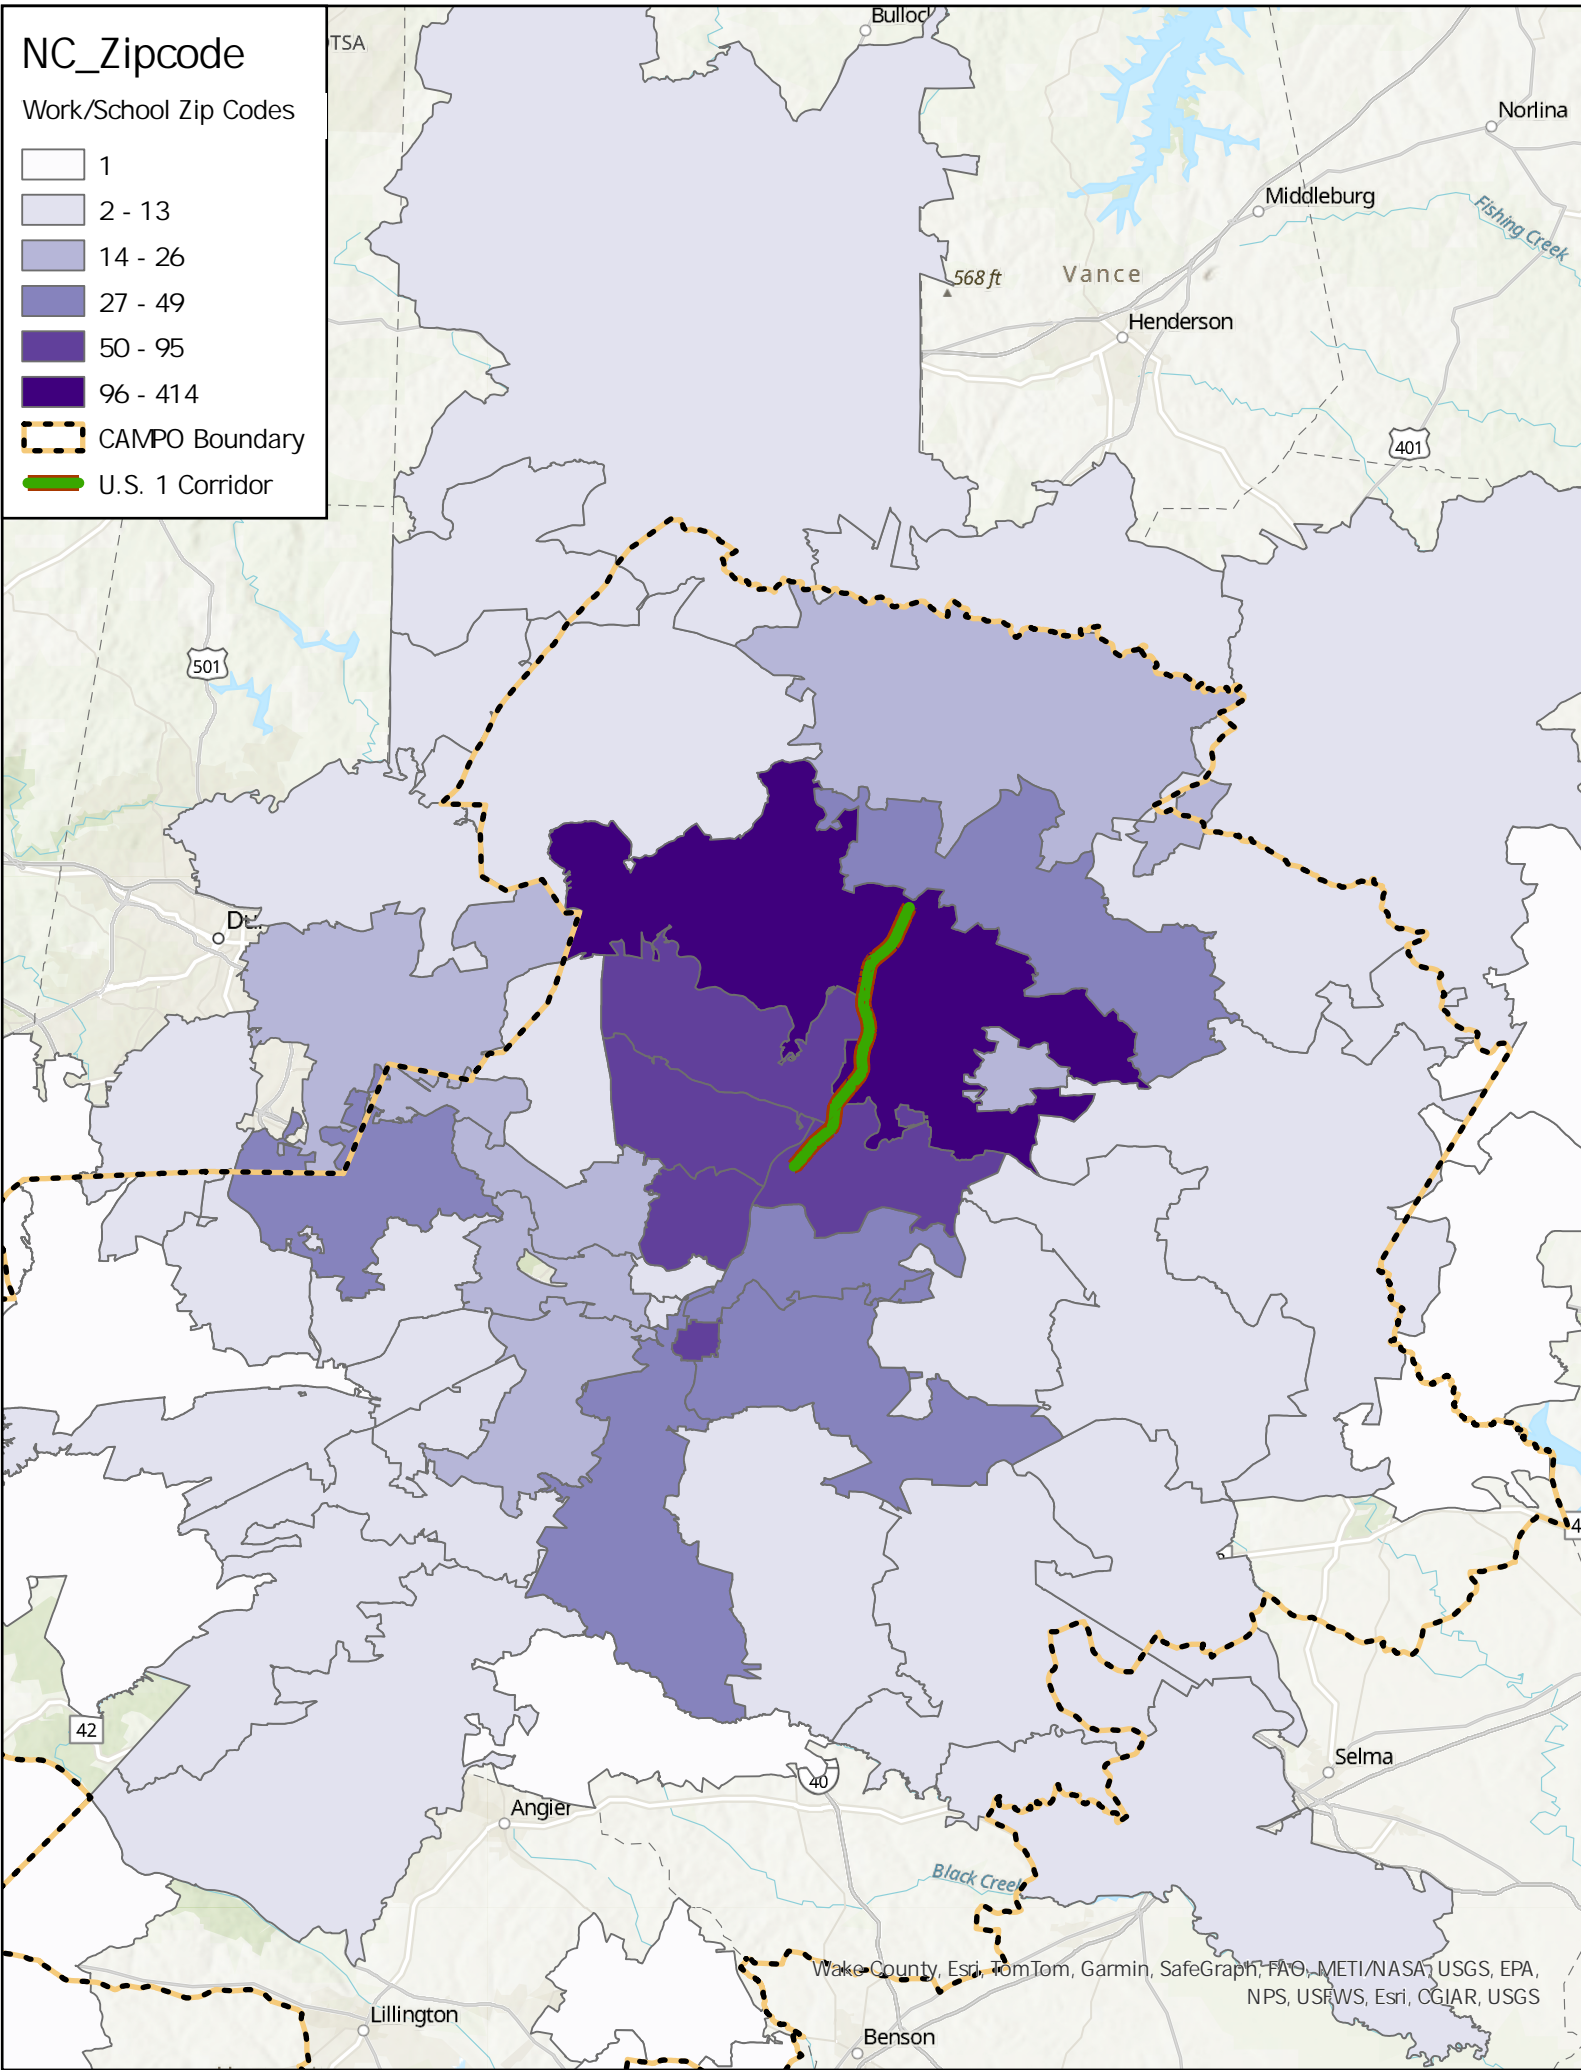 NC_Zipcode
Work/School Zip Codes
1
2 - 13
14 - 26
27 - 49
50 - 95
96 - 414
CAMPO Boundary
U.S. 1 Corridor
TSA
Norlina
Middleburg
Fishing Creek
568 ft
Vance
Henderson
401
501
42
40
Selma
Angier
Black Creek
Lillington
Benson
Wake County, Esri, TomTom, Garmin, SafeGraph, FAO, METI/NASA, USGS, EPA,
NPS, USFWS, Esri, CGIAR, USGS